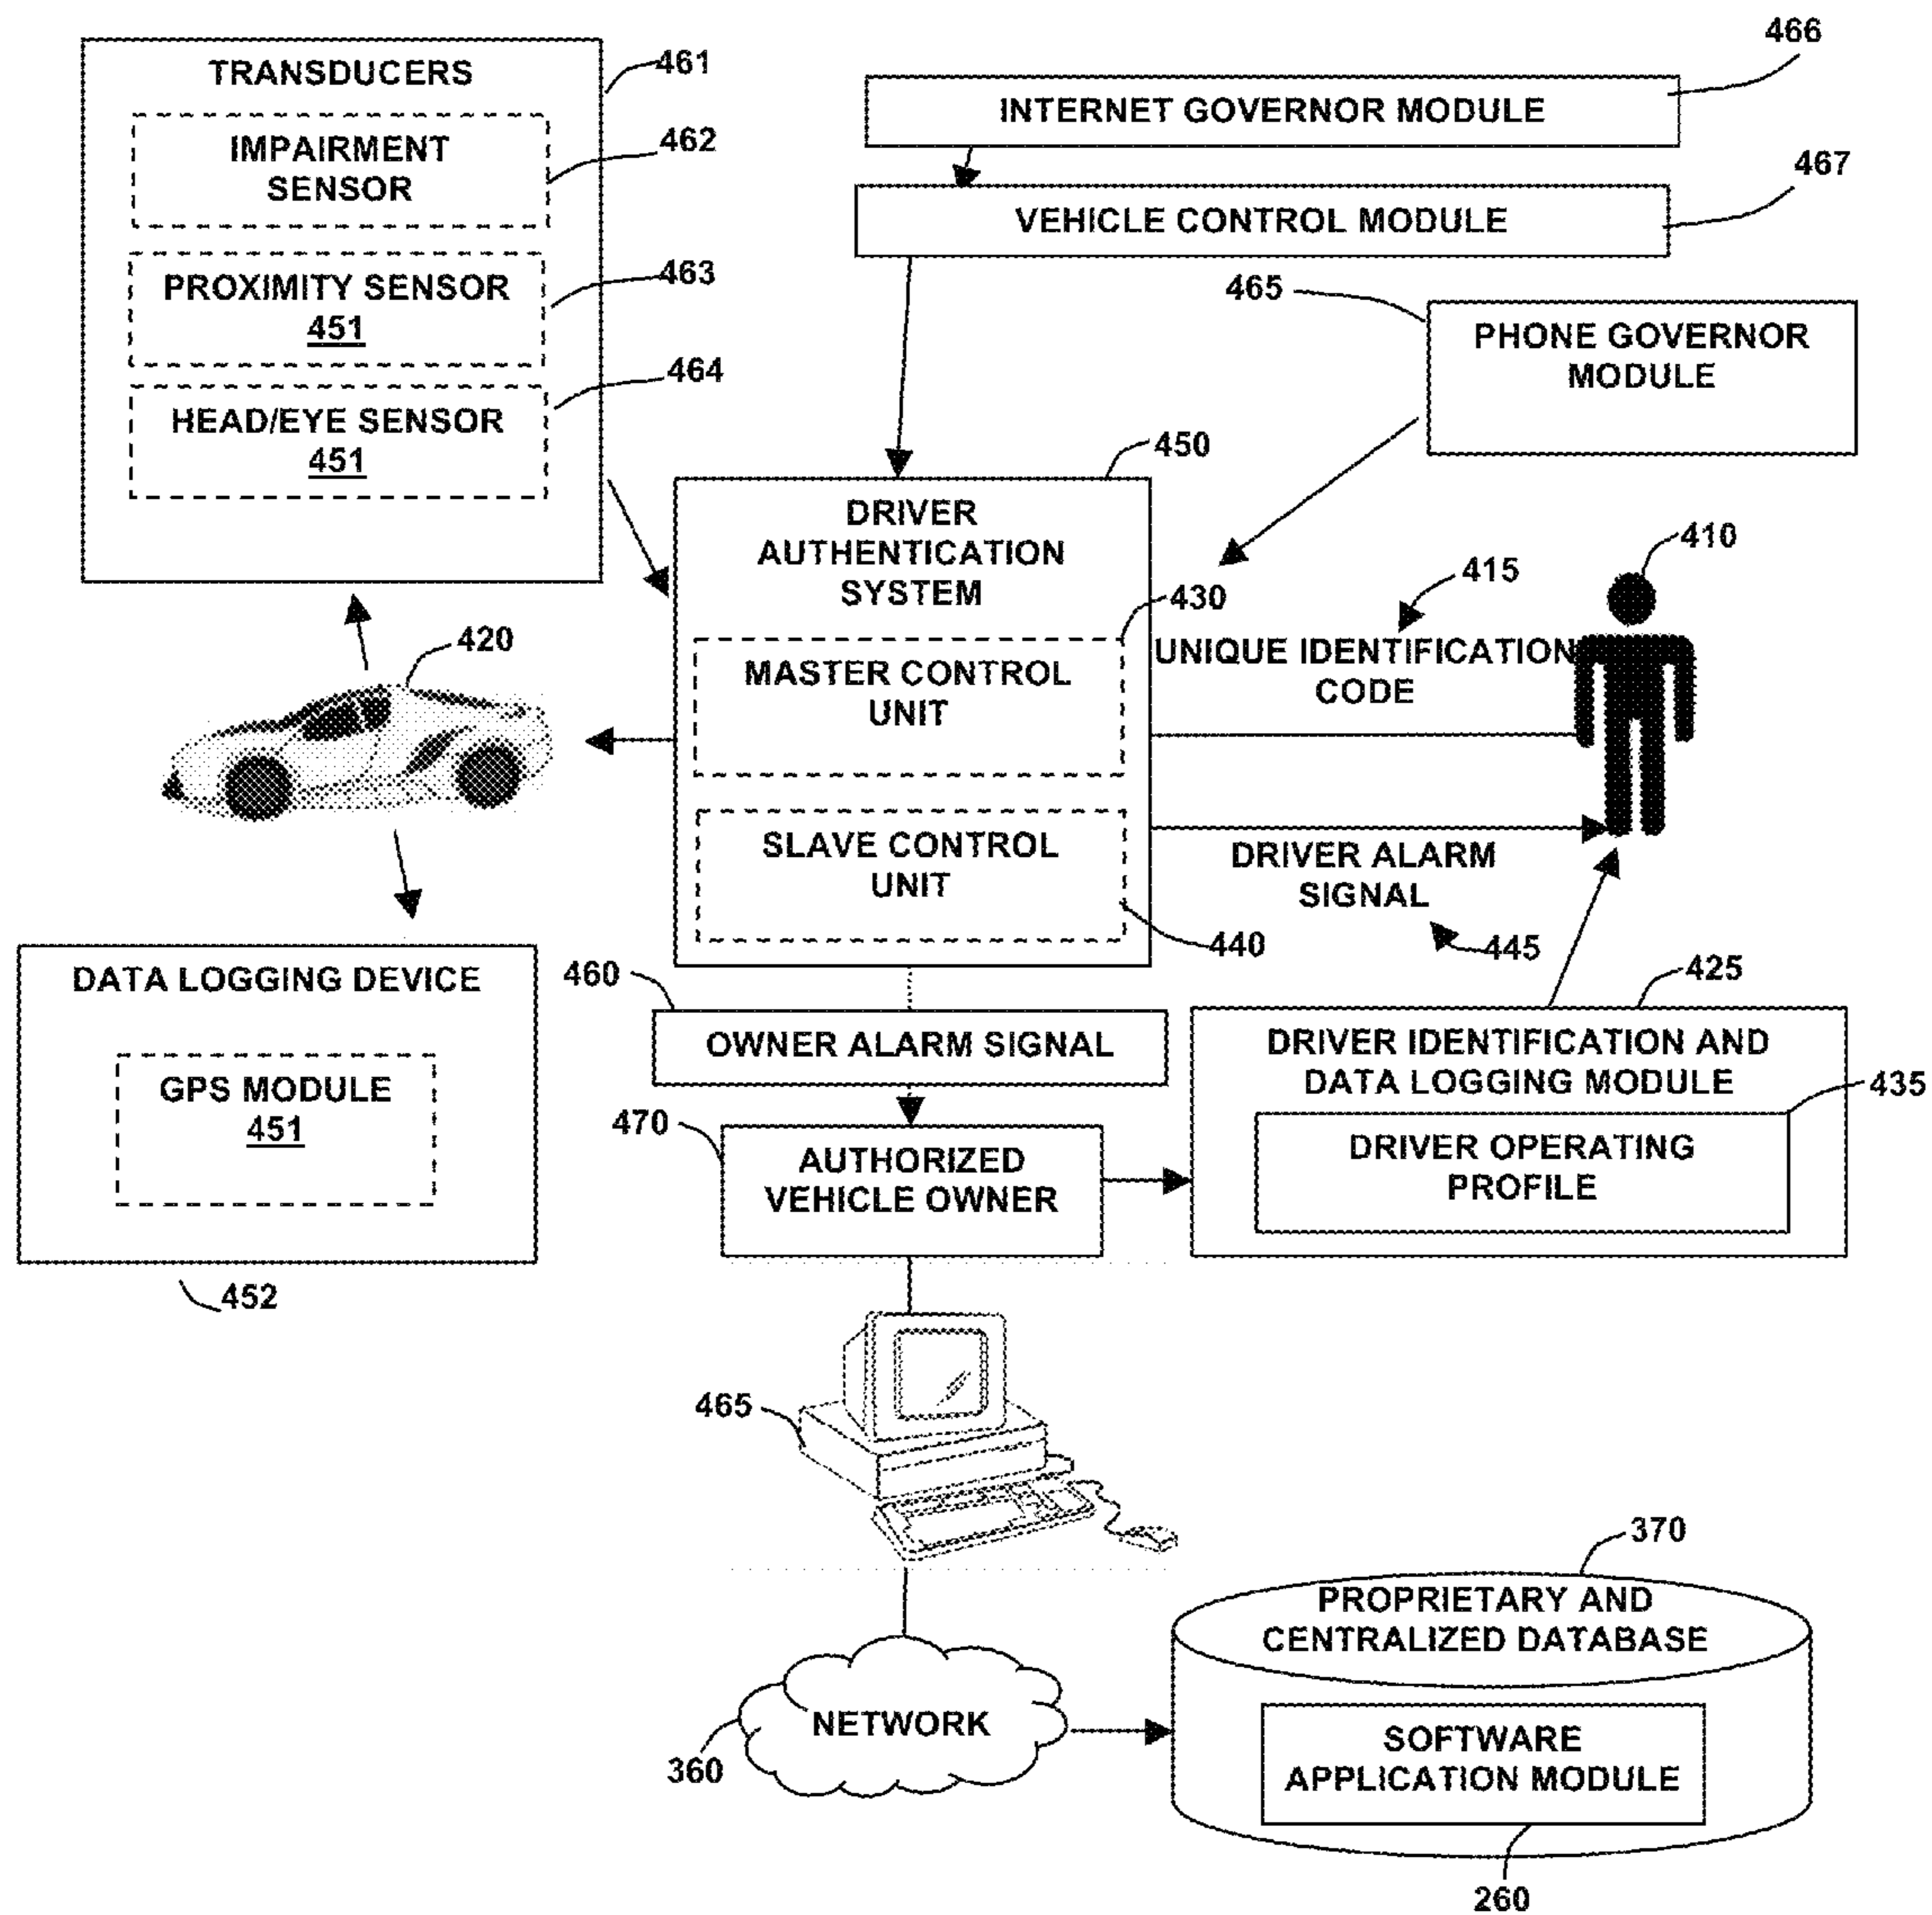 TRANSDUCERS
461
IMPAIRMENT
SENSOR
462
PROXIMITY SENSOR
451
463
HEAD/EYE SENSOR
451
464
466
INTERNET GOVERNOR MODULE
467
VEHICLE CONTROL MODULE
465
PHONE GOVERNOR
MODULE
450
DRIVER
AUTHENTICATION
SYSTEM
430
MASTER CONTROL
UNIT
SLAVE CONTROL
UNIT
440
415
UNIQUE IDENTIFICATION
CODE
410
DRIVER ALARM
SIGNAL
445
420
DATA LOGGING DEVICE
GPS MODULE
451
452
460
OWNER ALARM SIGNAL
470
AUTHORIZED
VEHICLE OWNER
425
DRIVER IDENTIFICATION AND
DATA LOGGING MODULE
435
DRIVER OPERATING
PROFILE
465
NETWORK
360
370
PROPRIETARY AND
CENTRALIZED DATABASE
SOFTWARE
APPLICATION MODULE
260